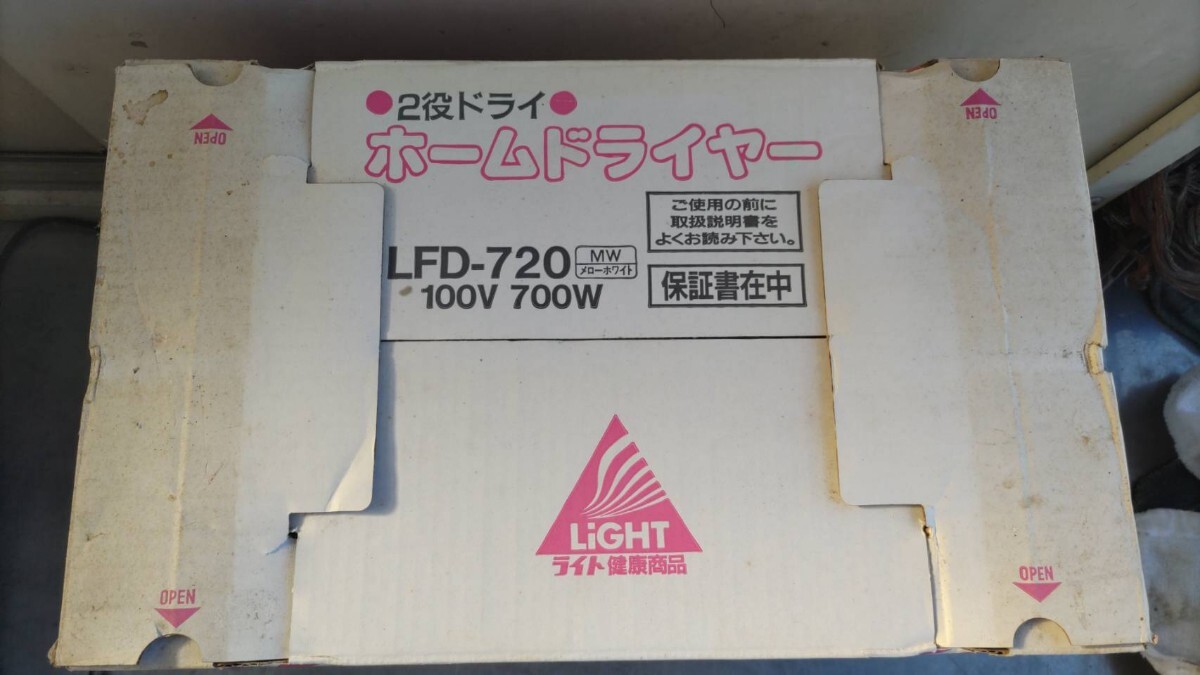 ●2役ドライ●
ホームドライヤー
ご使用の前に
取扱説明書を
よくお読み下さい。
LFD-720
MW
メローホワイト
100V 700W
保証書在中
LiGHT
ライト健康商品
OPEN
OPEN
OPEN
OPEN